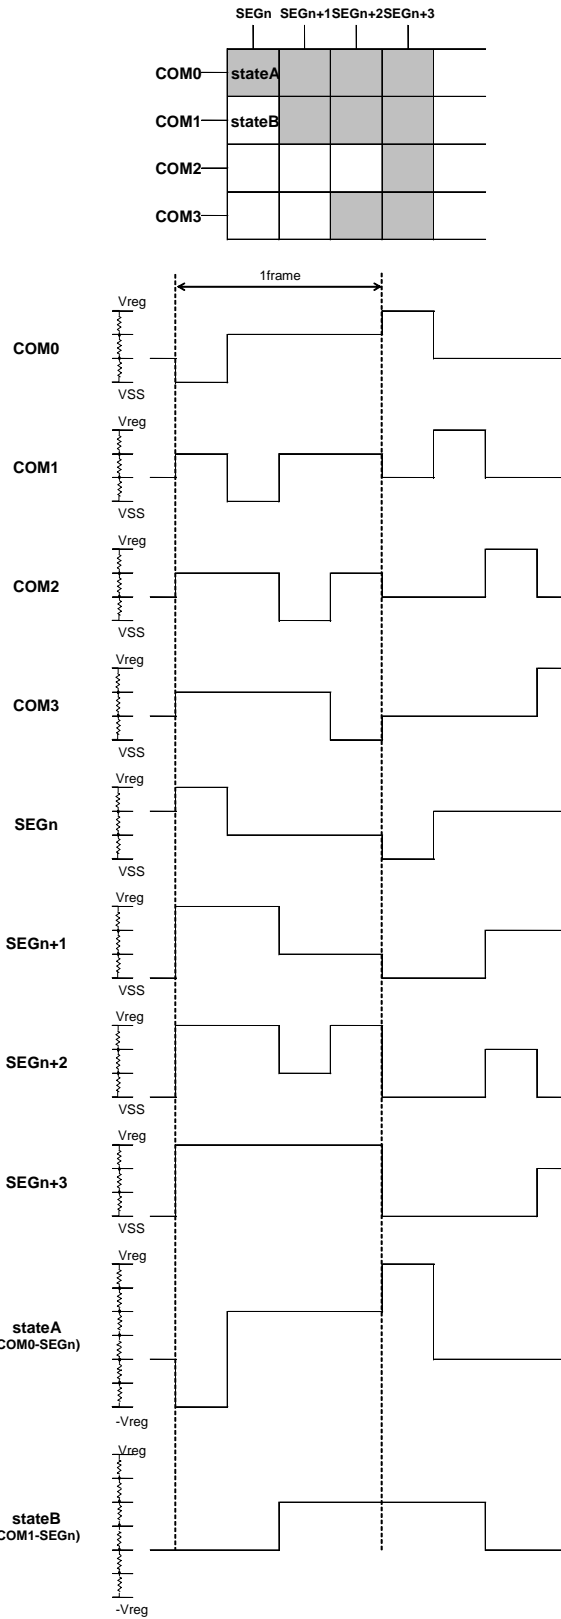 SEGn SEGn+1 SEGn+2 SEGn+3
COM0 stateA
COM1 stateB
COM2
COM3
1frame
Vreg
COM0
VSS
Vreg
COM1
VSS
Vreg
COM2
VSS
Vreg
COM3
VSS
Vreg
SEGn
VSS
Vreg
SEGn+1
VSS
Vreg
SEGn+2
VSS
Vreg
SEGn+3
VSS
Vreg
stateA
COM0-SEGn)
-Vreg
Vreg
stateB
COM1-SEGn)
-Vreg